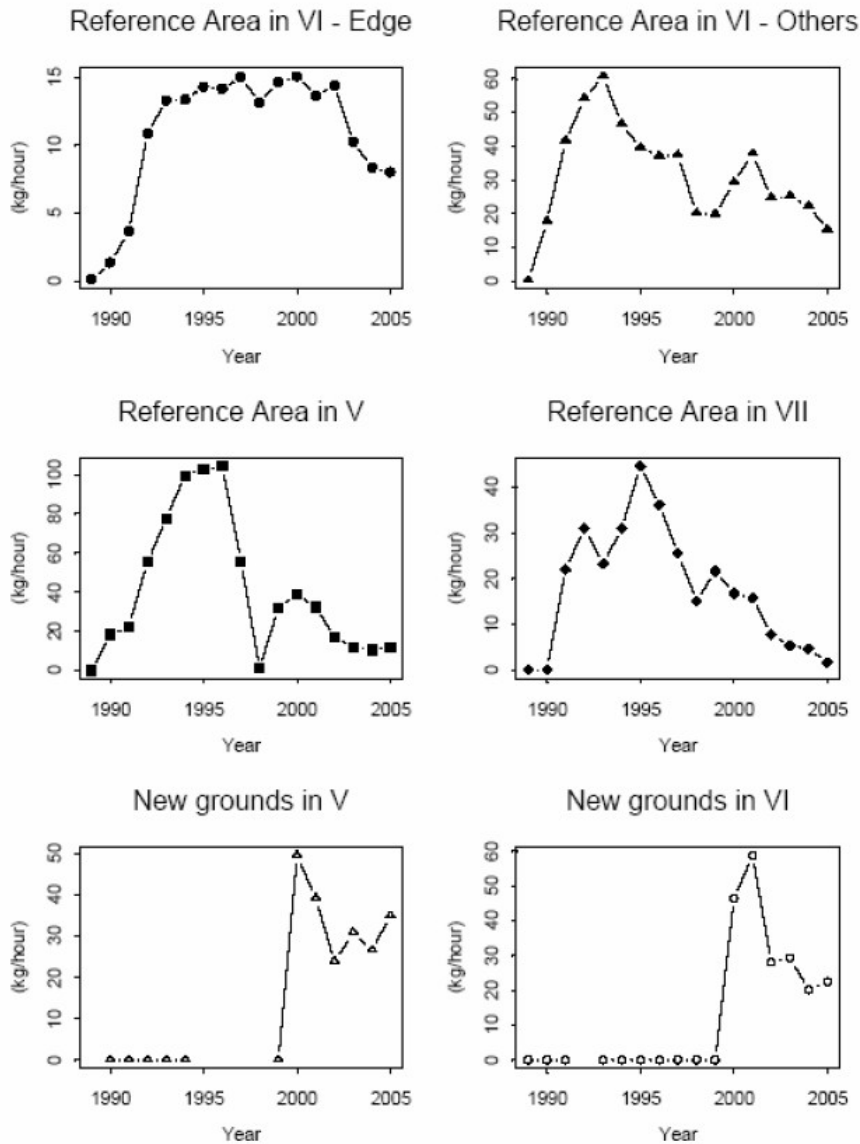 Reference Area in VI - Edge
(kg/hour)
15
10
5
0
1990 1995 2000 2005
Year
Reference Area in VI - Others
(kg/hour)
60
50
40
30
20
10
0
1990 1995 2000 2005
Year
Reference Area in V
(kg/hour)
100
80
60
40
20
0
1990 1995 2000 2005
Year
Reference Area in VII
(kg/hour)
40
30
20
10
0
1990 1995 2000 2005
Year
New grounds in V
(kg/hour)
50
40
30
20
10
0
1990 1995 2000 2005
Year
New grounds in VI
(kg/hour)
60
50
40
30
20
10
0
1990 1995 2000 2005
Year